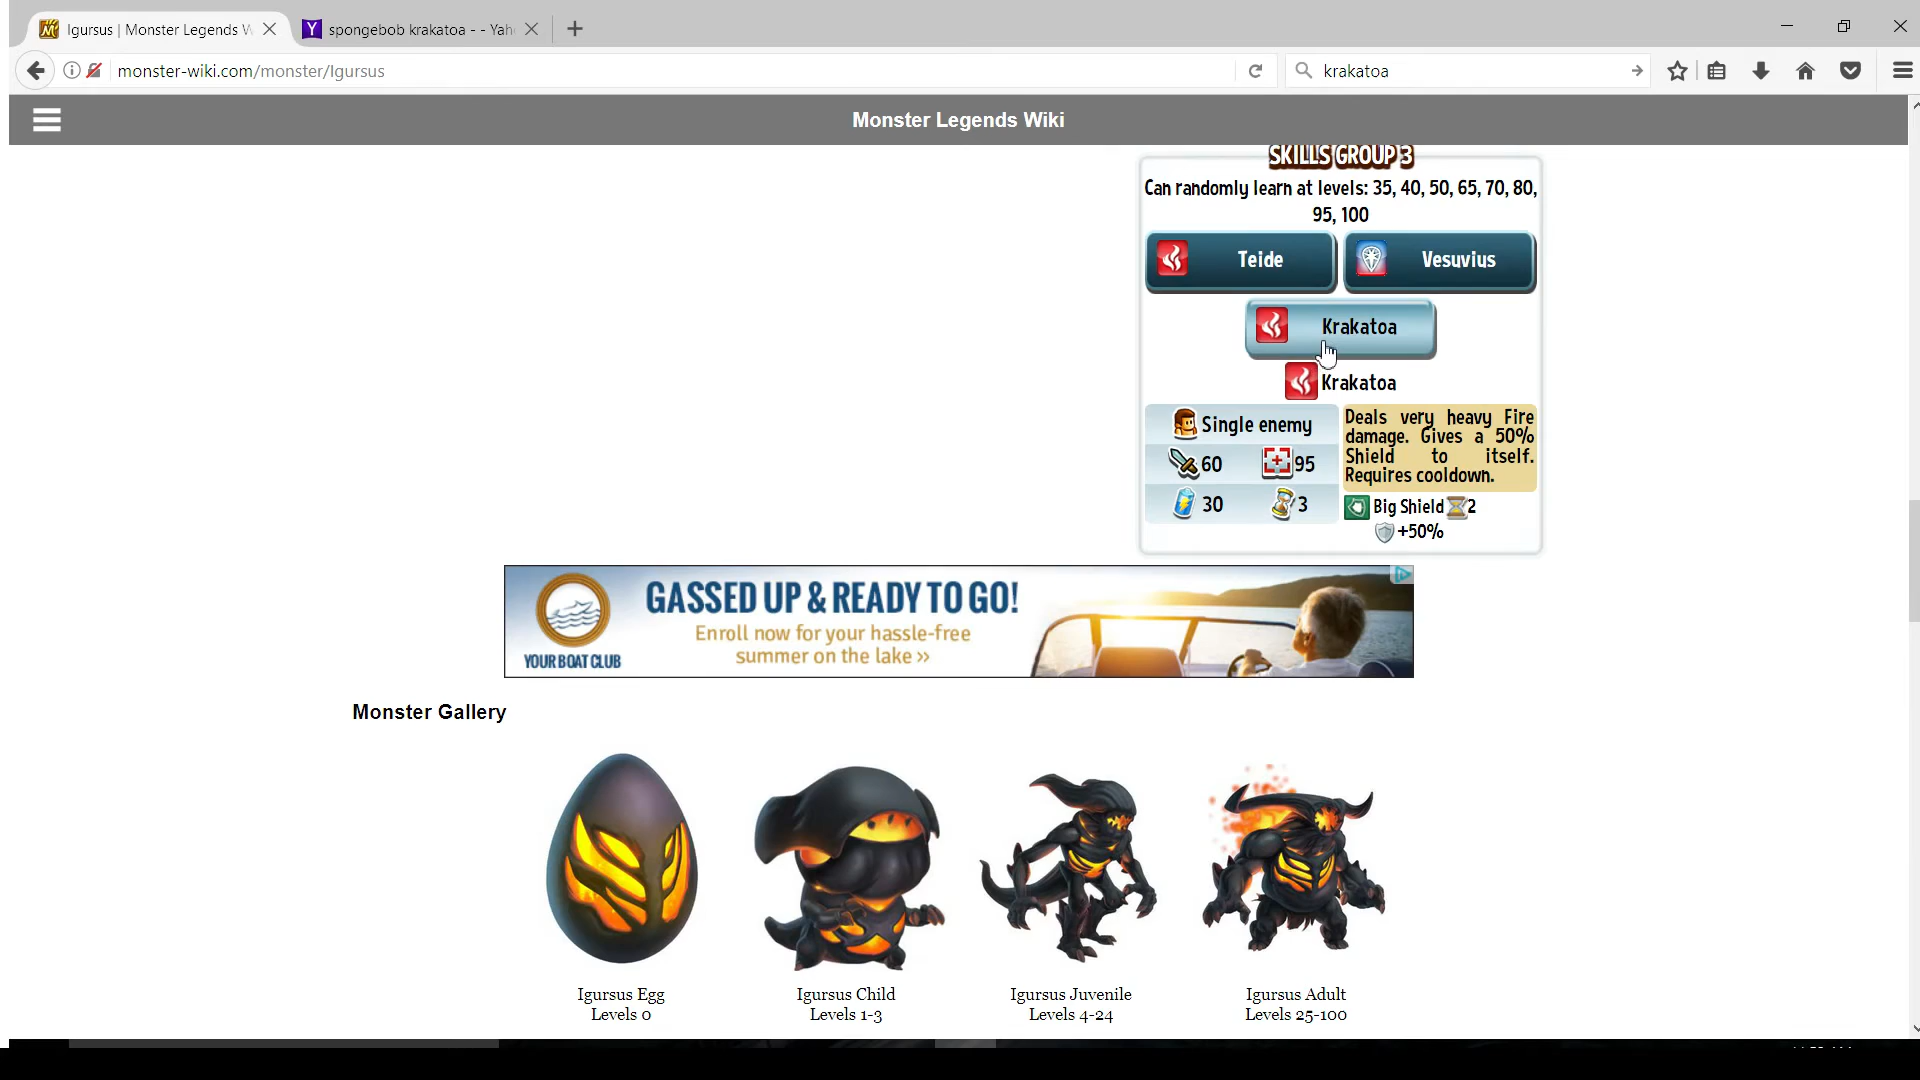 Igursus | Monster Legends W
spongebob krakatoa - - Yah
monster-wiki.com/monster/Igursus
krakatoa
Monster Legends Wiki
SKILLS GROUP 3
Can randomly learn at levels: 35, 40, 50, 65, 70, 80,
95, 100
Teide
Vesuvius
Krakatoa
Krakatoa
Single enemy
60
95
30
3
Deals very heavy Fire
damage. Gives a 50%
Shield to itself.
Requires cooldown.
Big Shield 2
+50%
GASSED UP & READY TO GO!
Enroll now for your hassle-free
summer on the lake »
YOUR BOAT CLUB
Monster Gallery
Igursus Egg
Levels 0
Igursus Child
Levels 1-3
Igursus Juvenile
Levels 4-24
Igursus Adult
Levels 25-100